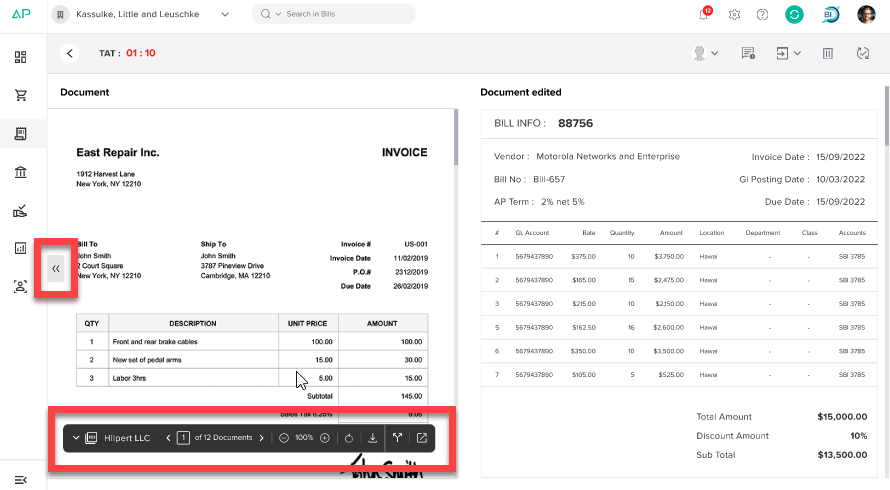 AP
Kassulke, Little and Leuschke
Search in Bills
12
BI
TAT : 01 : 10
Document
East Repair Inc.
INVOICE
1912 Harvest Lane
New York, NY 12210
Bill To
John Smith
2 Court Square
New York, NY 12210
Ship To
John Smith
3787 Pineview Drive
Cambridge, MA 12210
Invoice # US-001
Invoice Date 11/02/2019
P.O.# 2312/2019
Due Date 26/02/2019
QTY DESCRIPTION UNIT PRICE AMOUNT
1 Front and rear brake cables 100.00 100.00
2 New set of pedal arms 15.00 30.00
3 Labor 3hrs 5.00 15.00
Subtotal 145.00
Sales Tax 6.25% 9.06
Hilpert LLC 1 of 12 Documents 100%
John Smith
Document edited
BILL INFO : 88756
Vendor : Motorola Networks and Enterprise
Invoice Date : 15/09/2022
Bill No : Bill-657
Gl Posting Date : 10/03/2022
AP Term : 2% net 5%
Due Date : 15/09/2022
# GL Account Rate Quantity Amount Location Department Class Accounts
1 5679437890 $375.00 10 $3,750.00 Hawai - - SBI 3785
2 5679437890 $165.00 15 $2,475.00 Hawai - - SBI 3785
3 5679437890 $215.00 10 $2,150.00 Hawai - - SBI 3785
5 5679437890 $162.50 16 $2,600.00 Hawai - - SBI 3785
6 5679437890 $350.00 10 $3,500.00 Hawai - - SBI 3785
7 5679437890 $105.00 5 $525.00 Hawai - - SBI 3785
Total Amount $15,000.00
Discount Amount 10%
Sub Total $13,500.00